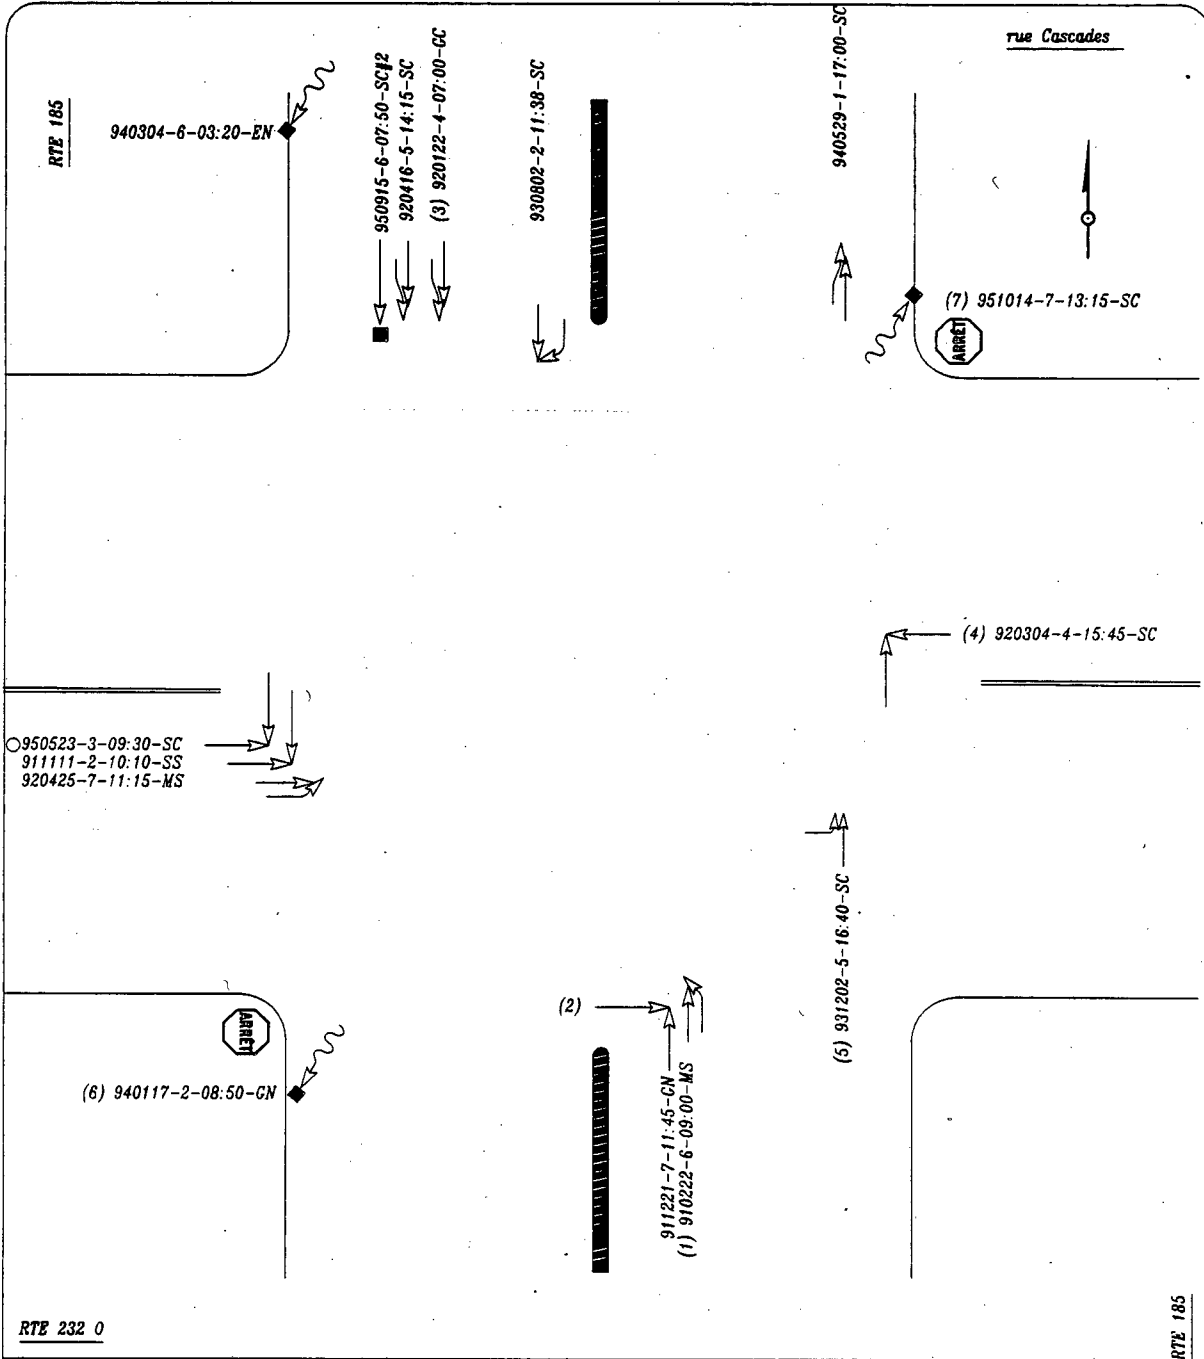 rue Cascades
RTE 185
940304-6-03:20-EN
950915-6-07:50-SC#2
920416-5-14:15-SC
(3) 920122-4-07:00-GC
930802-2-11:38-SC
940529-1-17:00-SC
(7) 951014-7-13:15-SC
ARRÊT
(4) 920304-4-15:45-SC
950523-3-09:30-SC
911111-2-10:10-SS
920425-7-11:15-MS
(5) 931202-5-16:40-SC
(2)
ARRÊT
(6) 940117-2-08:50-GN
911221-7-11:45-GN
(1) 910222-6-09:00-MS
RTE 232 O
RTE 185